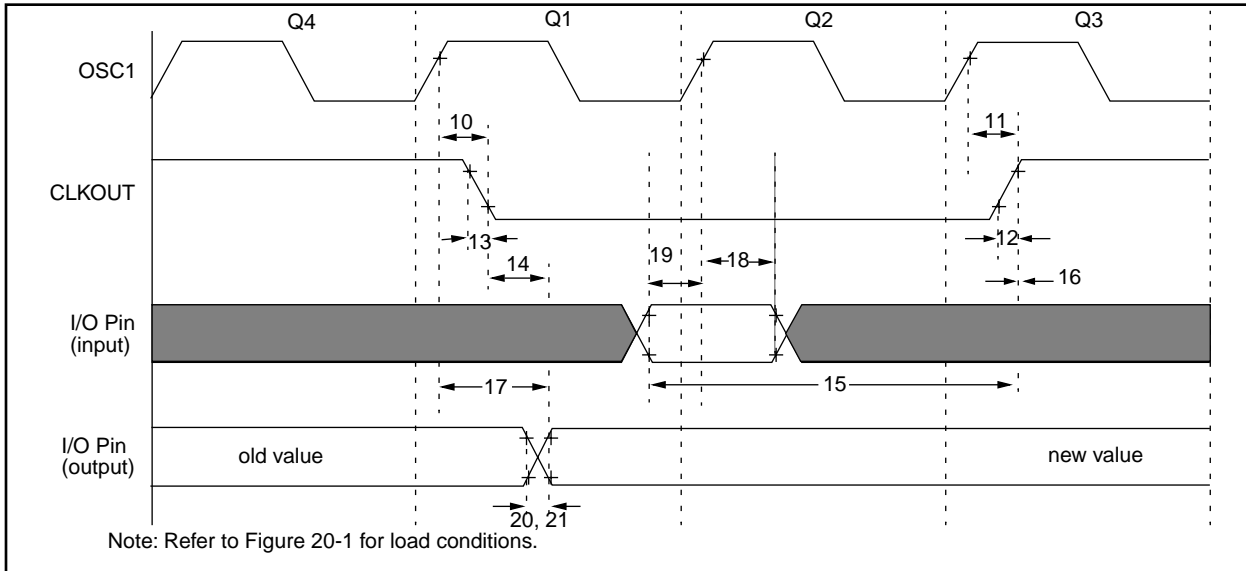 Q4 Q1 Q2 Q3
OSC1
10 11
CLKOUT
13 12
14 19 18
16
I/O Pin
(input)
17 15
I/O Pin
(output)
old value new value
20, 21
Note: Refer to Figure 20-1 for load conditions.